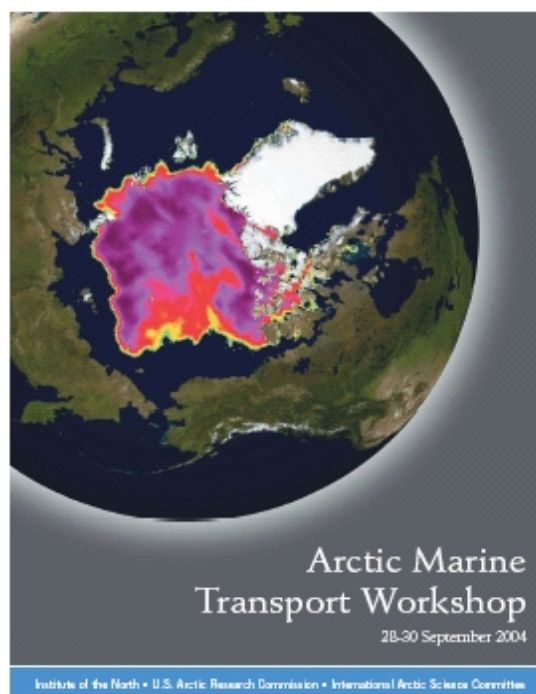 Arctic Marine
Transport Workshop
28-30 September 2004
Institute of the North • U.S. Arctic Research Commission • International Arctic Science Committee